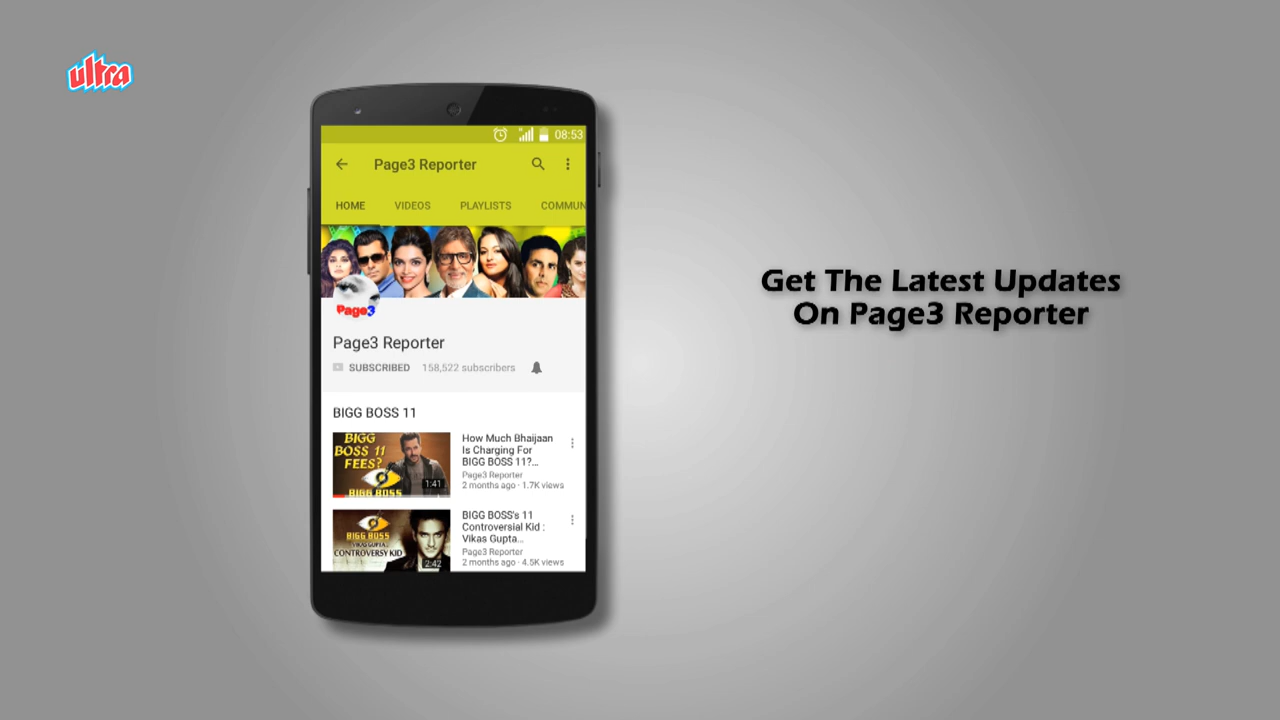 ultra
08:53
Page3 Reporter
HOME VIDEOS PLAYLISTS COMMUN
Page3
Page3 Reporter
SUBSCRIBED 158,522 subscribers
BIGG BOSS 11
BIGG
BOSS 11
FEES?
BIGG BOSS
1:41
How Much Bhaijaan
Is Charging For
BIGG BOSS 11?...
Page3 Reporter
2 months ago · 1.7K views
BIGG BOSS
VIKAS GUPTA
CONTROVERSY KID
2:42
BIGG BOSS's 11
Controversial Kid :
Vikas Gupta...
Page3 Reporter
2 months ago · 4.5K views
Get The Latest Updates
On Page3 Reporter